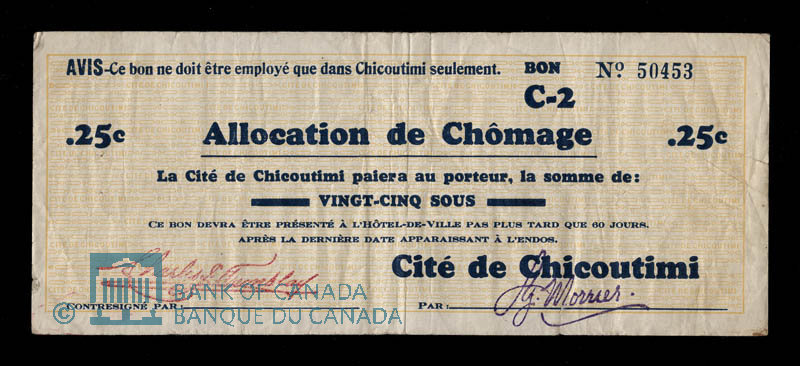 AVIS-Ce bon ne doit être employé que dans Chicoutimi seulement. BON Nº 50453
C-2
.25c Allocation de Chômage .25c
La Cité de Chicoutimi paiera au porteur, la somme de:
VINGT-CINQ SOUS
CE BON DEVRA ÊTRE PRÉSENTÉ À L'HÔTEL-DE-VILLE PAS PLUS TARD QUE 60 JOURS.
APRÈS LA DERNIÈRE DATE APPARAISSANT À L'ENDOS.
Cité de Chicoutimi
CONTRESIGNÉ PAR: PAR:
© BANK OF CANADA
BANQUE DU CANADA